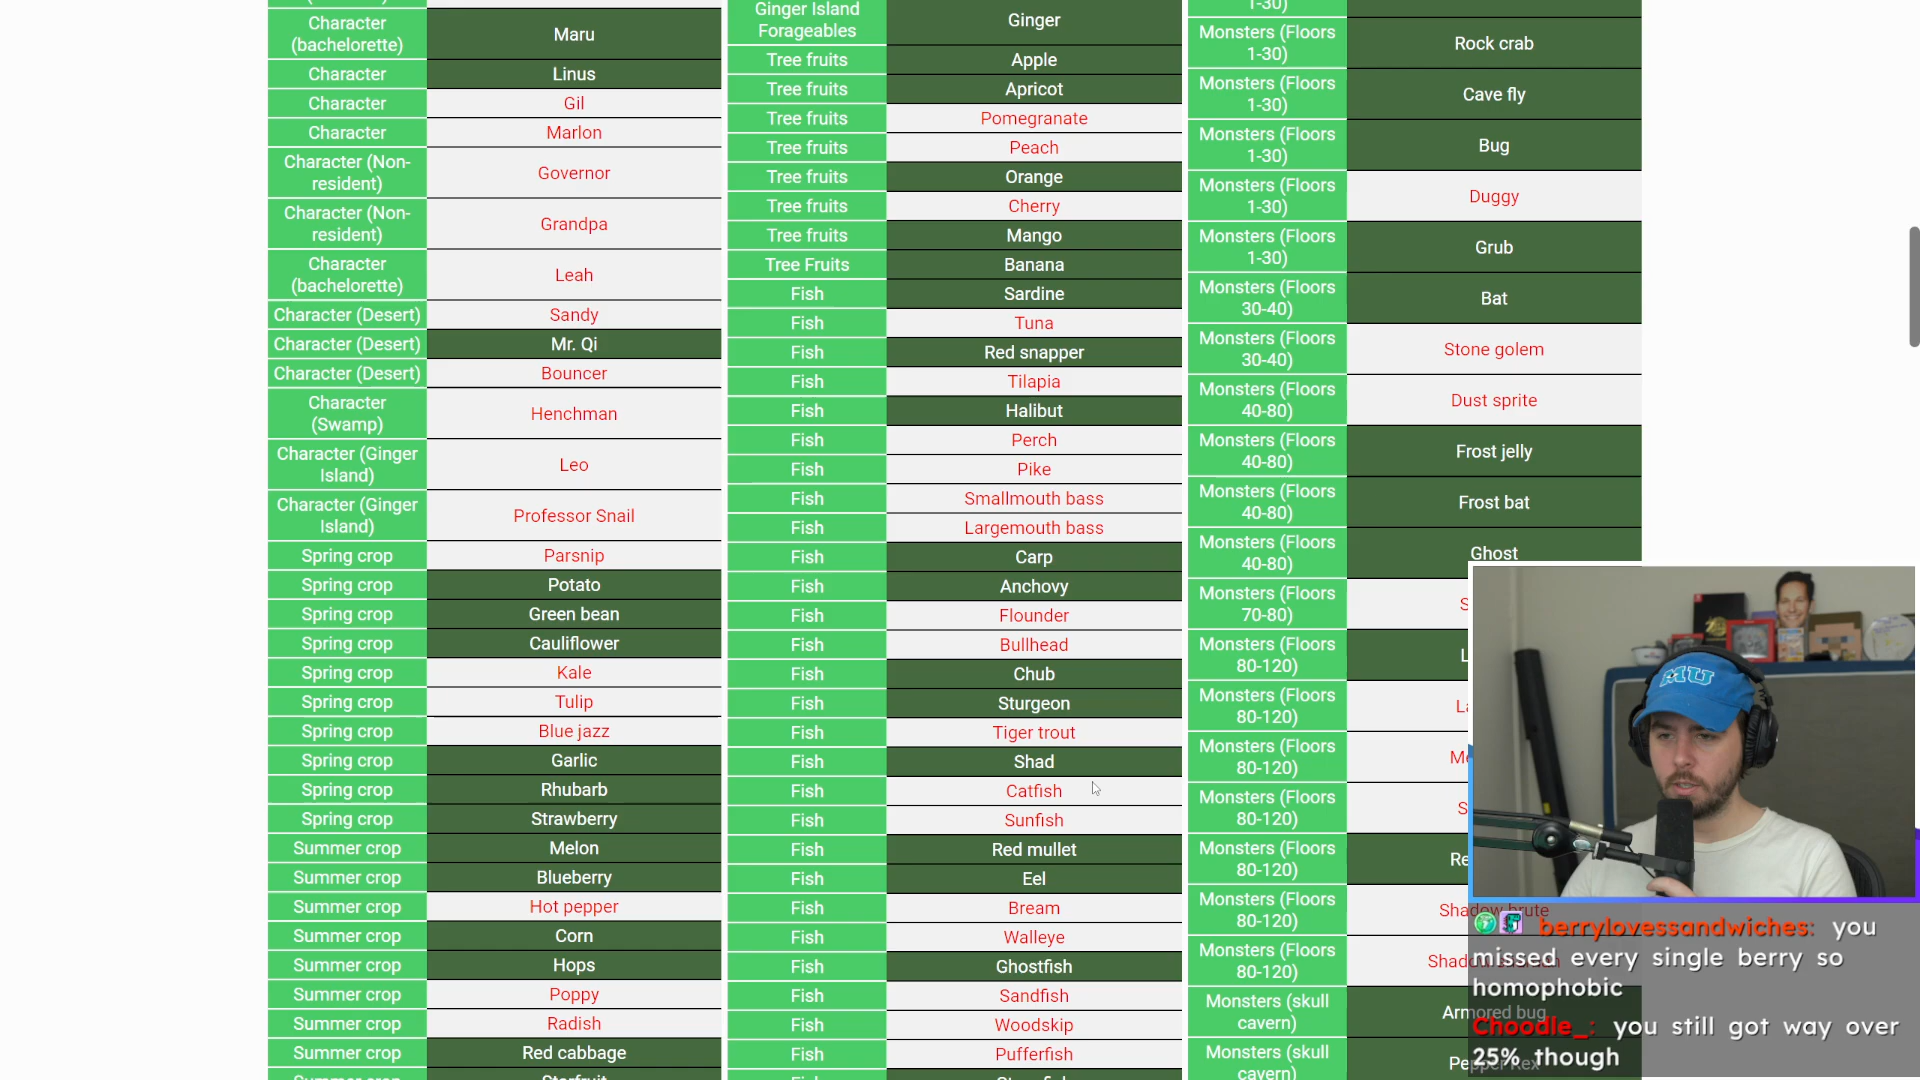 Character
(bachelorette)
Maru
Character
Linus
Character
Gil
Character
Marlon
Character (Non-
resident)
Governor
Character (Non-
resident)
Grandpa
Character
(bachelorette)
Leah
Character (Desert)
Sandy
Character (Desert)
Mr. Qi
Character (Desert)
Bouncer
Character
(Swamp)
Henchman
Character (Ginger
Island)
Leo
Character (Ginger
Island)
Professor Snail
Spring crop
Parsnip
Spring crop
Potato
Spring crop
Green bean
Spring crop
Cauliflower
Spring crop
Kale
Spring crop
Tulip
Spring crop
Blue jazz
Spring crop
Garlic
Spring crop
Rhubarb
Spring crop
Strawberry
Summer crop
Melon
Summer crop
Blueberry
Summer crop
Hot pepper
Summer crop
Corn
Summer crop
Hops
Summer crop
Poppy
Summer crop
Radish
Summer crop
Red cabbage
Summer crop
Starfruit
Ginger Island
Forageables
Ginger
Tree fruits
Apple
Tree fruits
Apricot
Tree fruits
Pomegranate
Tree fruits
Peach
Tree fruits
Orange
Tree fruits
Cherry
Tree fruits
Mango
Tree Fruits
Banana
Fish
Sardine
Fish
Tuna
Fish
Red snapper
Fish
Tilapia
Fish
Halibut
Fish
Perch
Fish
Pike
Fish
Smallmouth bass
Fish
Largemouth bass
Fish
Carp
Fish
Anchovy
Fish
Flounder
Fish
Bullhead
Fish
Chub
Fish
Sturgeon
Fish
Tiger trout
Fish
Shad
Fish
Catfish
Fish
Sunfish
Fish
Red mullet
Fish
Eel
Fish
Bream
Fish
Walleye
Fish
Ghostfish
Fish
Sandfish
Fish
Woodskip
Fish
Pufferfish
1-30)
Monsters (Floors
1-30)
Rock crab
Monsters (Floors
1-30)
Cave fly
Monsters (Floors
1-30)
Bug
Monsters (Floors
1-30)
Duggy
Monsters (Floors
1-30)
Grub
Monsters (Floors
30-40)
Bat
Monsters (Floors
30-40)
Stone golem
Monsters (Floors
40-80)
Dust sprite
Monsters (Floors
40-80)
Frost jelly
Monsters (Floors
40-80)
Frost bat
Monsters (Floors
40-80)
Ghost
Monsters (Floors
70-80)
Monsters (Floors
80-120)
Monsters (Floors
80-120)
Monsters (Floors
80-120)
Monsters (Floors
80-120)
Monsters (Floors
80-120)
Monsters (Floors
80-120)
Shadow brute
Monsters (Floors
80-120)
Monsters (skull
cavern)
Armored bug
Monsters (skull
cavern)
Pepper Rex
MU
berrylovessandwiches: you
missed every single berry so
homophobic
Choodle_: you still got way over
25% though